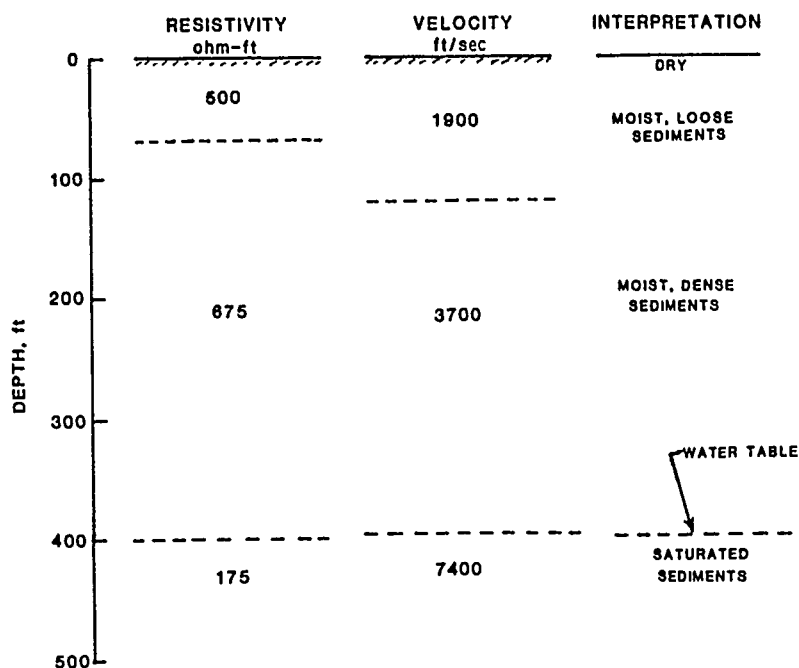 RESISTIVITY
ohm-ft
VELOCITY
ft/sec
INTERPRETATION
DEPTH, ft
0
100
200
300
400
500
500
675
175
1900
3700
7400
DRY
MOIST, LOOSE
SEDIMENTS
MOIST, DENSE
SEDIMENTS
WATER TABLE
SATURATED
SEDIMENTS